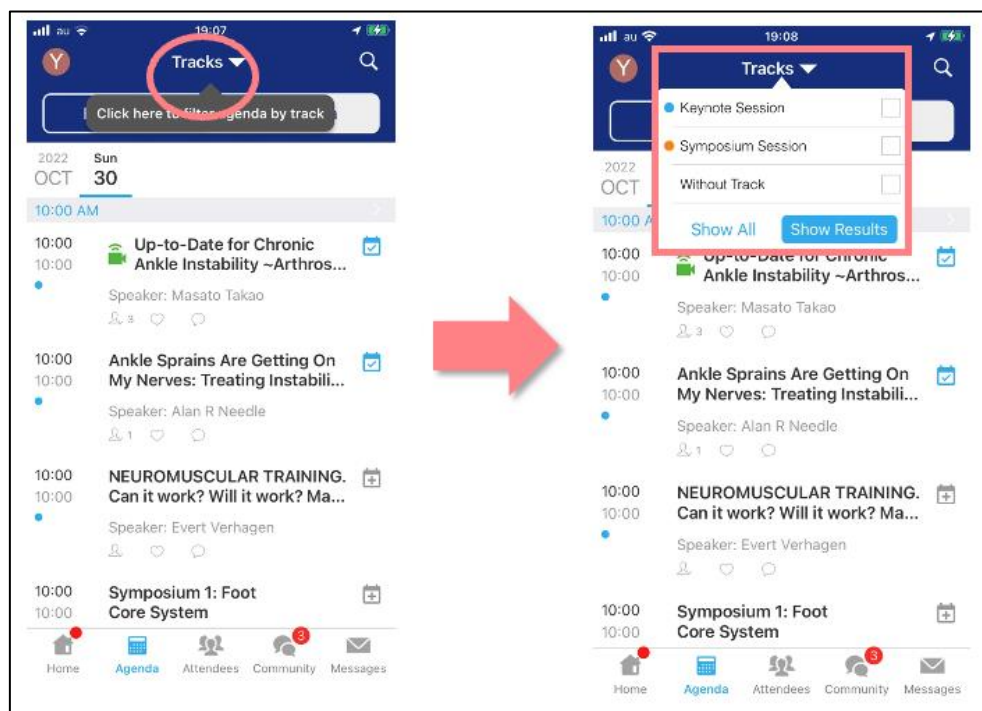 au 19:07
Y Tracks
Click here to filter agenda by track
2022 Sun
OCT 30
10:00 AM
10:00 Up-to-Date for Chronic
10:00 Ankle Instability ~Arthros...
Speaker: Masato Takao
3
10:00 Ankle Sprains Are Getting On
10:00 My Nerves: Treating Instabili...
Speaker: Alan R Needle
1
10:00 NEUROMUSCULAR TRAINING.
10:00 Can it work? Will it work? Ma...
Speaker: Evert Verhagen
10:00 Symposium 1: Foot
10:00 Core System
3
Home Agenda Attendees Community Messages
au 19:08
Y Tracks
Keynote Session
Symposium Session
Without Track
Show All Show Results
2022
OCT
10:00
10:00 Up-to-Date for Chronic
10:00 Ankle Instability ~Arthros...
Speaker: Masato Takao
3
10:00 Ankle Sprains Are Getting On
10:00 My Nerves: Treating Instabili...
Speaker: Alan R Needle
1
10:00 NEUROMUSCULAR TRAINING.
10:00 Can it work? Will it work? Ma...
Speaker: Evert Verhagen
10:00 Symposium 1: Foot
10:00 Core System
3
Home Agenda Attendees Community Messages